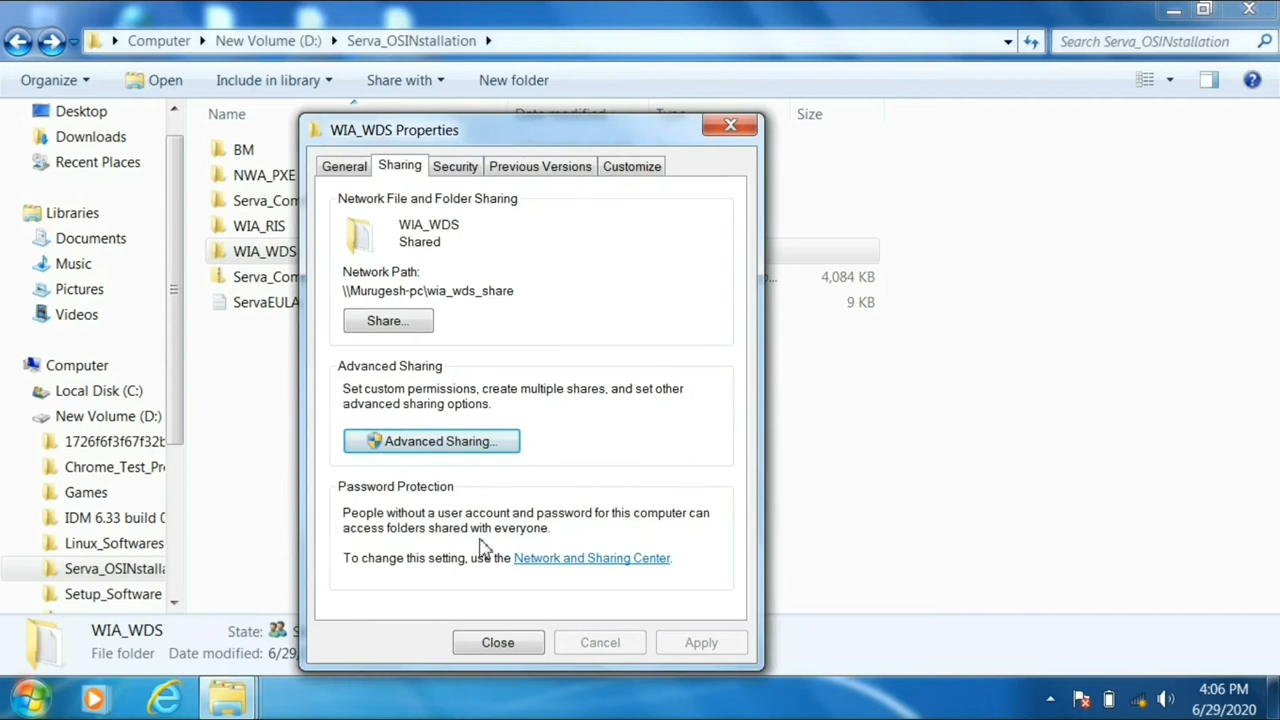 Computer
New Volume (D:)
Serva_OSINstallation
Search Serva_OSINstallation
Organize
Open
Include in library
Share with
New folder
Desktop
Downloads
Recent Places
Libraries
Documents
Music
Pictures
Videos
Computer
Local Disk (C:)
New Volume (D:)
1726f6f3f67f32b
Chrome_Test_Pr
Games
IDM 6.33 build
Linux_Softwares
Serva_OSINstalla
Setup_Software
Name
Size
BM
NWA_PXE
Serva_Com
WIA_RIS
WIA_WDS
Serva_Com
4,084 KB
ServaEULA
9 KB
WIA_WDS Properties
General
Sharing
Security
Previous Versions
Customize
Network File and Folder Sharing
WIA_WDS
Shared
Network Path:
\\Murugesh-pc\wia_wds_share
Share...
Advanced Sharing
Set custom permissions, create multiple shares, and set other
advanced sharing options.
Advanced Sharing...
Password Protection
People without a user account and password for this computer can
access folders shared with everyone.
To change this setting, use the Network and Sharing Center.
Close
Cancel
Apply
WIA_WDS
State:
File folder
Date modified: 6/29
4:06 PM
6/29/2020